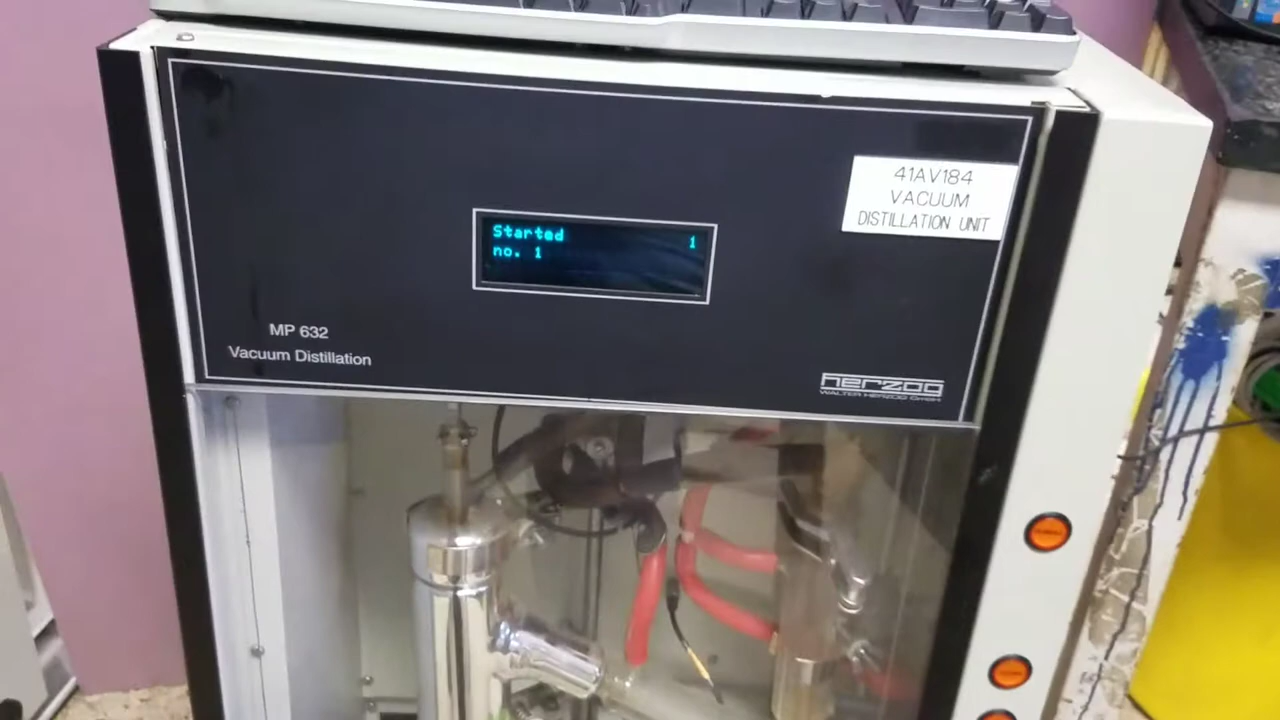 41AV184
VACUUM
DISTILLATION UNIT
Started 1
no. 1
MP 632
Vacuum Distillation
herzog
WALTER HERZOG GmbH